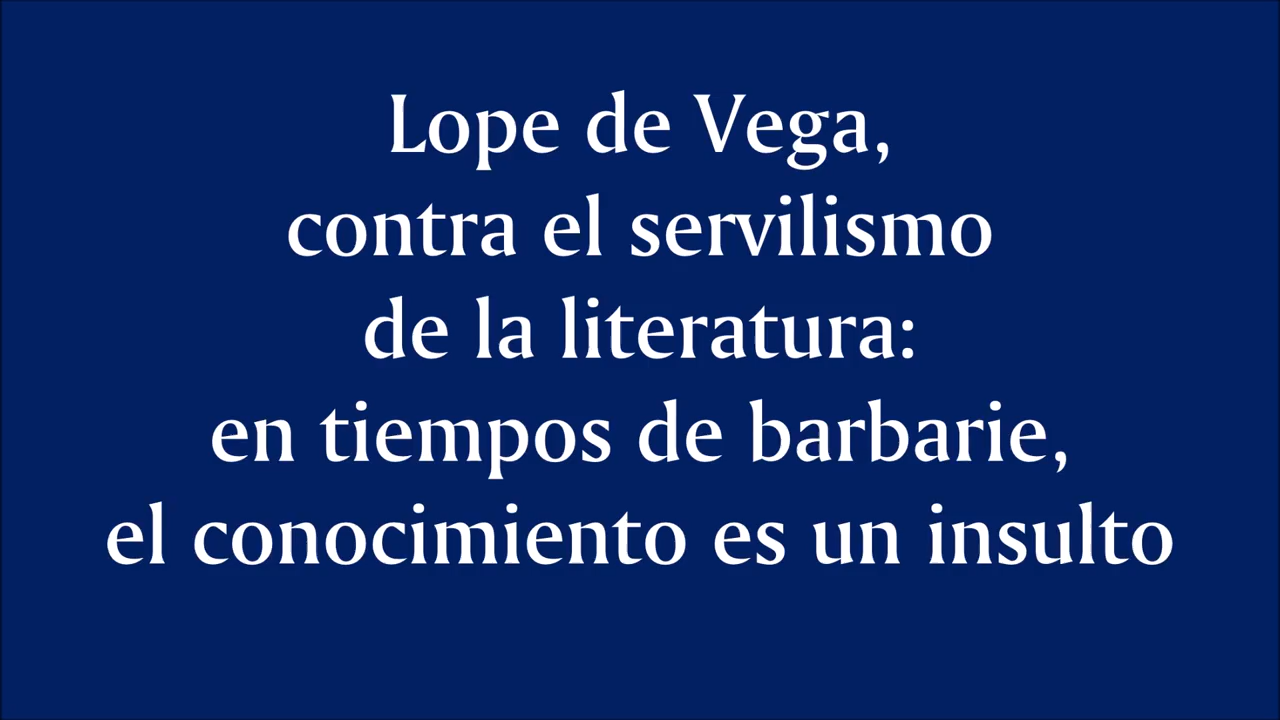 Lope de Vega,
contra el servilismo
de la literatura:
en tiempos de barbarie,
el conocimiento es un insulto